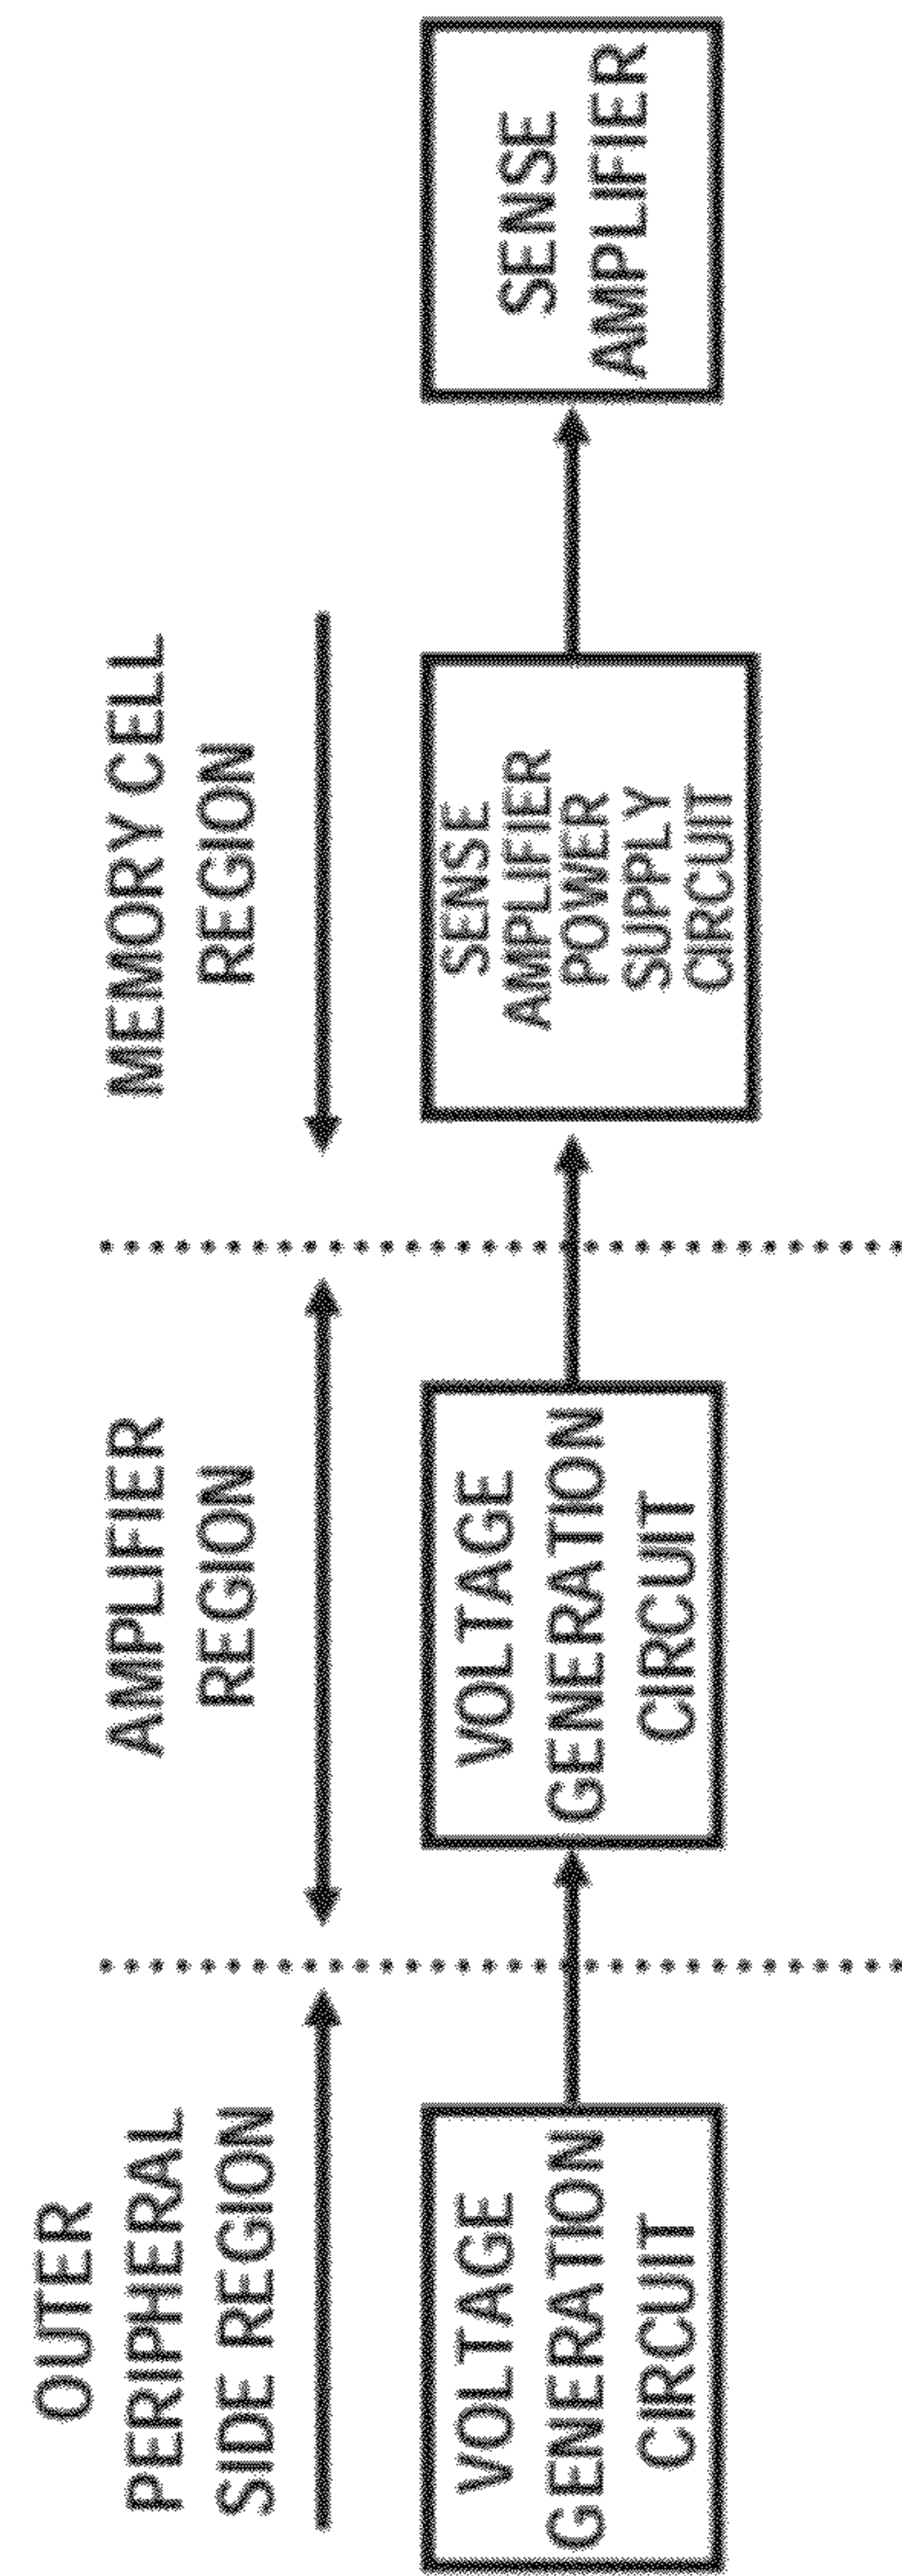 OUTER
PERIPHERAL
SIDE REGION
AMPLIFIER
REGION
MEMORY CELL
REGION
VOLTAGE
GENERATION
CIRCUIT
VOLTAGE
GENERATION
CIRCUIT
SENSE
AMPLIFIER
POWER
SUPPLY
CIRCUIT
SENSE
AMPLIFIER